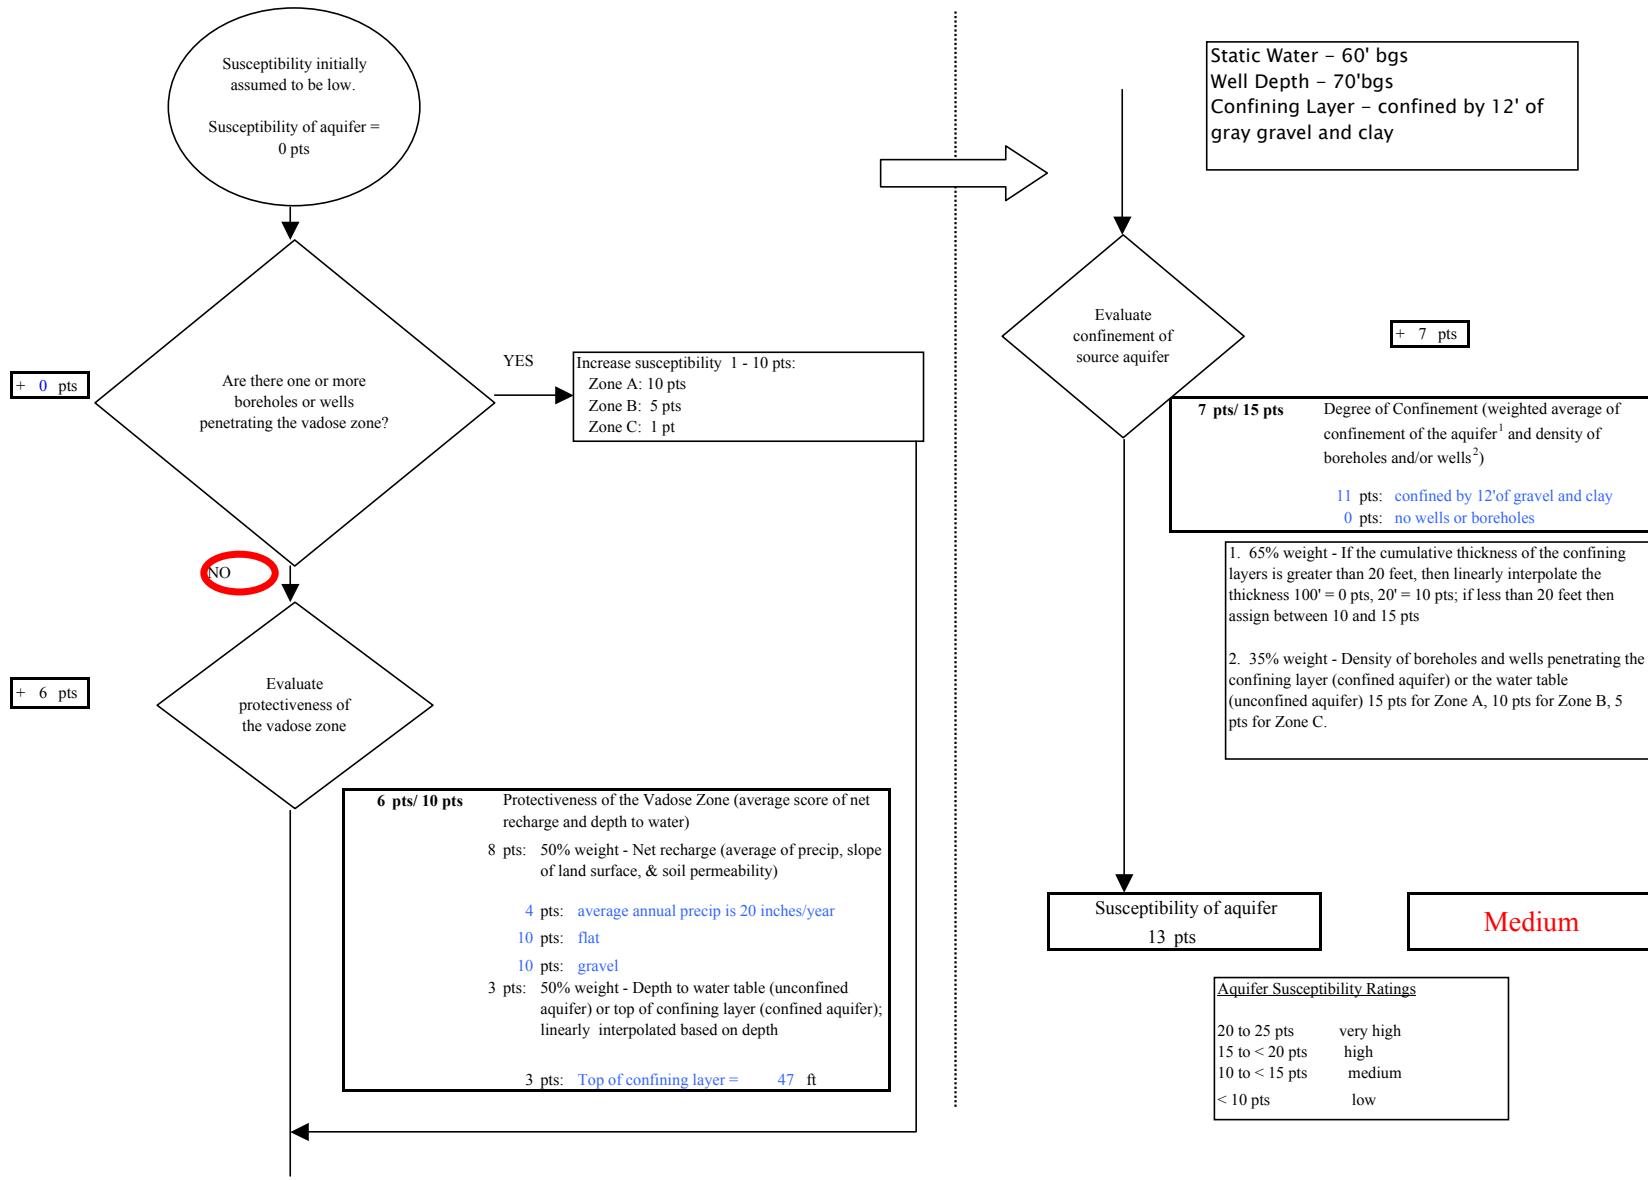 Susceptibility initially
assumed to be low.
Susceptibility of aquifer =
0 pts
Are there one or more
boreholes or wells
penetrating the vadose zone?
+ 0 pts
YES
Increase susceptibility 1 - 10 pts:
Zone A: 10 pts
Zone B: 5 pts
Zone C: 1 pt
NO
Evaluate
protectiveness of
the vadose zone
+ 6 pts
6 pts/ 10 pts Protectiveness of the Vadose Zone (average score of net
recharge and depth to water)
8 pts: 50% weight - Net recharge (average of precip, slope
of land surface, & soil permeability)
4 pts: average annual precip is 20 inches/year
10 pts: flat
10 pts: gravel
3 pts: 50% weight - Depth to water table (unconfined
aquifer) or top of confining layer (confined aquifer);
linearly interpolated based on depth
3 pts: Top of confining layer = 47 ft
Static Water – 60' bgs
Well Depth – 70'bgs
Confining Layer – confined by 12' of
gray gravel and clay
Evaluate
confinement of
source aquifer
+ 7 pts
7 pts/ 15 pts Degree of Confinement (weighted average of
confinement of the aquifer1 and density of
boreholes and/or wells2)
11 pts: confined by 12'of gravel and clay
0 pts: no wells or boreholes
1. 65% weight - If the cumulative thickness of the confining
layers is greater than 20 feet, then linearly interpolate the
thickness 100' = 0 pts, 20' = 10 pts; if less than 20 feet then
assign between 10 and 15 pts
2. 35% weight - Density of boreholes and wells penetrating the
confining layer (confined aquifer) or the water table
(unconfined aquifer) 15 pts for Zone A, 10 pts for Zone B, 5
pts for Zone C.
Susceptibility of aquifer
13 pts
Medium
Aquifer Susceptibility Ratings
20 to 25 pts very high
15 to < 20 pts high
10 to < 15 pts medium
< 10 pts low